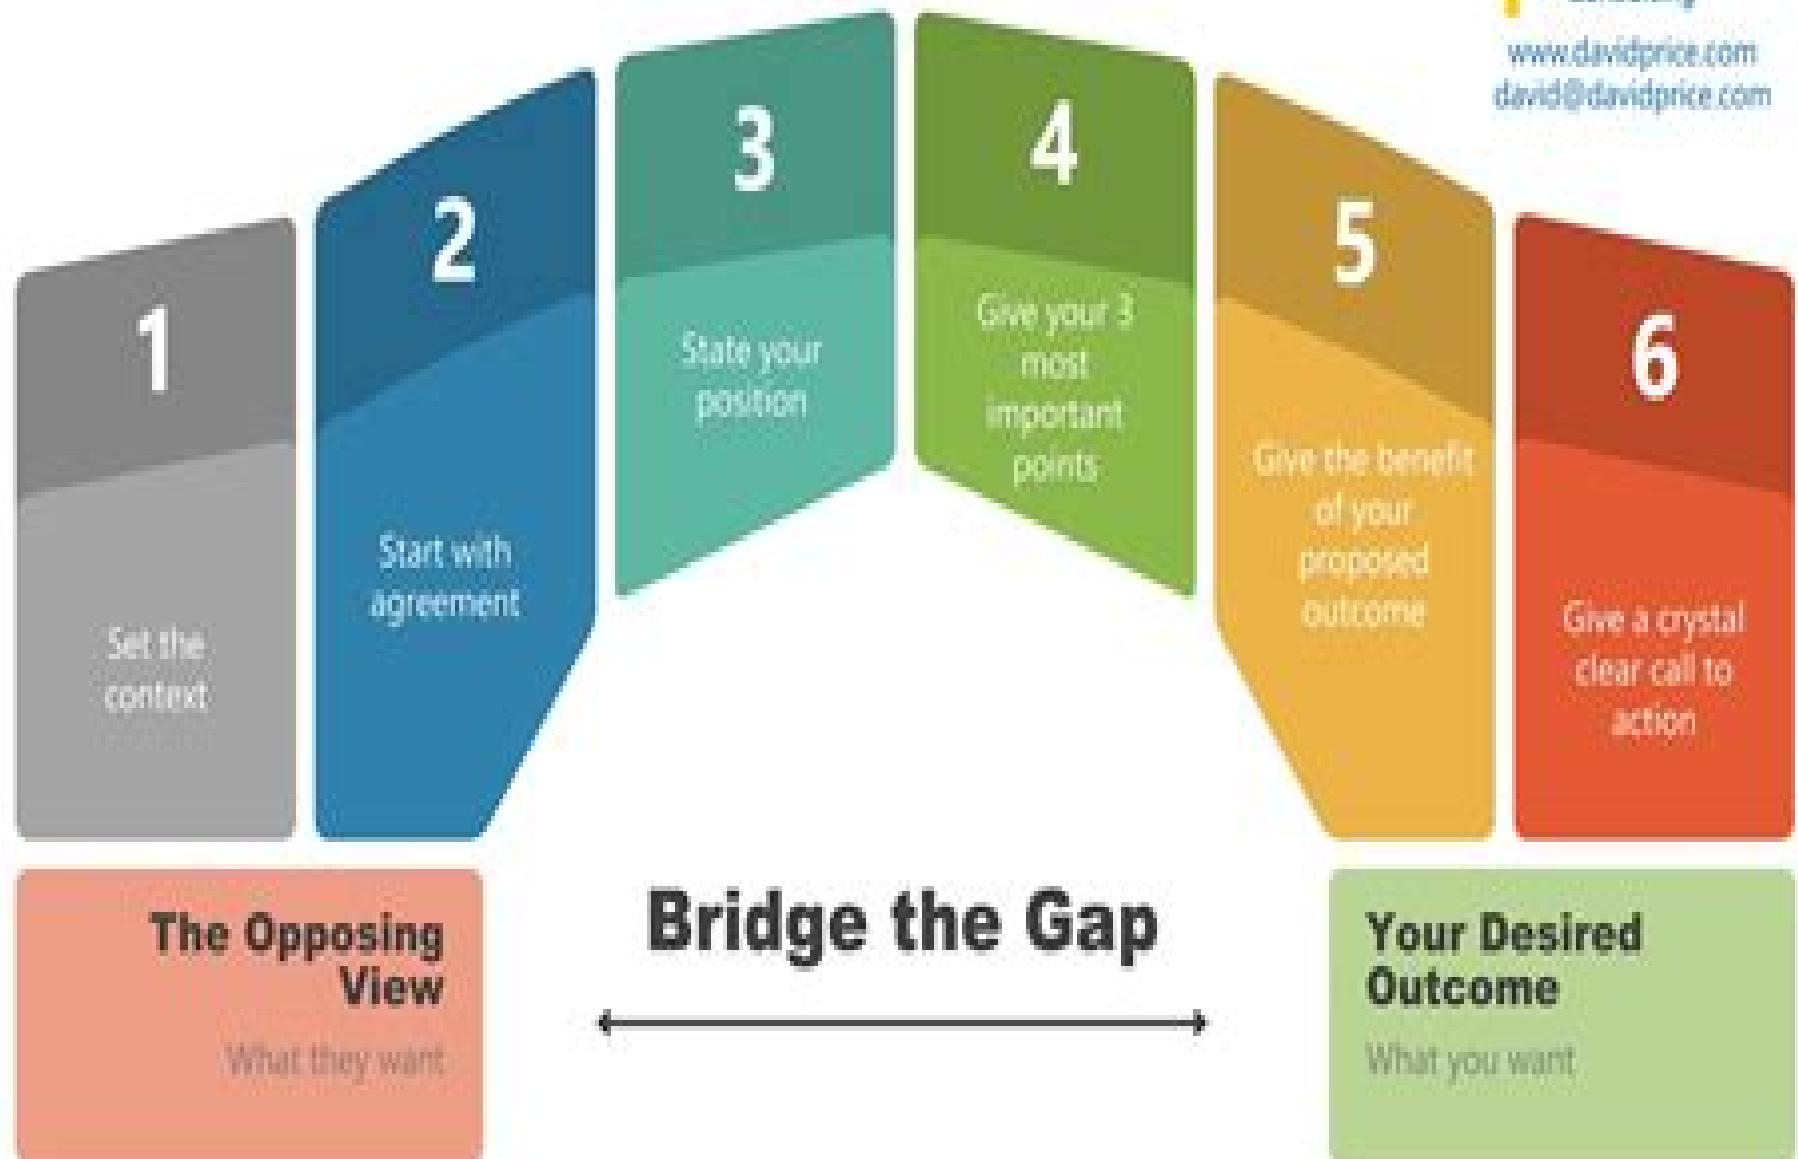 www.davidprice.com
david@davidprice.com
1
Set the
context
2
Start with
agreement
3
State your
position
4
Give your 3
most
important
points
5
Give the benefit
of your
proposed
outcome
6
Give a crystal
clear call to
action
The Opposing
View
What they want
Bridge the Gap
Your Desired
Outcome
What you want